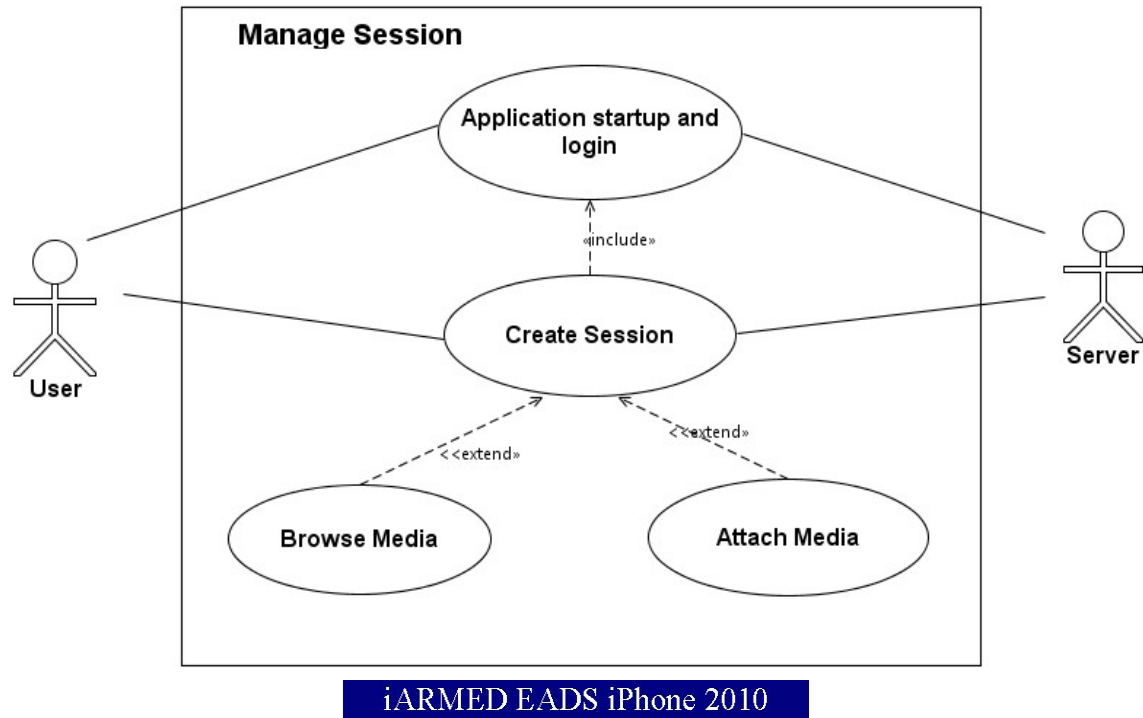 Manage Session
Application startup and
login
«include»
Create Session
User
Server
<<extend»
<<extend»
Browse Media
Attach Media
iARMED EADS iPhone 2010